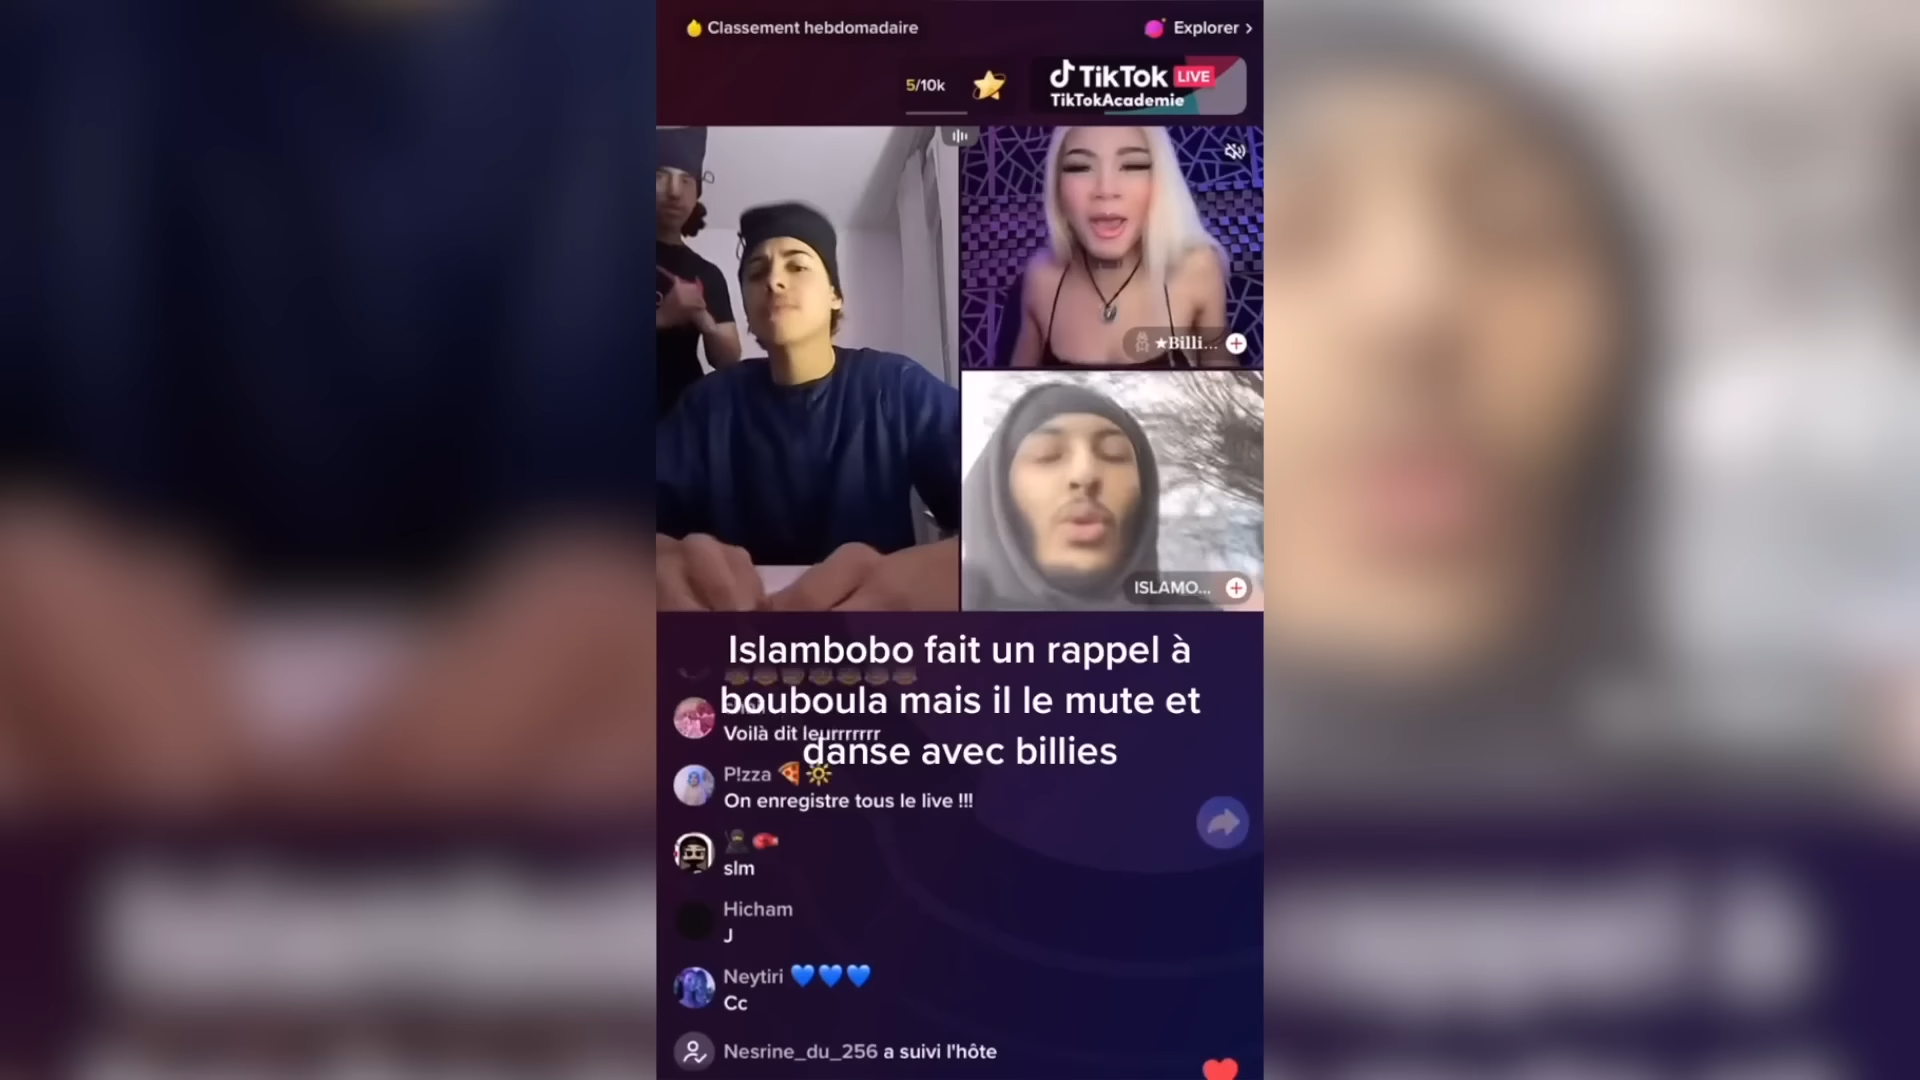 Classement hebdomadaire
Explorer >
5/10k
TikTok LIVE
TikTokAcademie
★Billi...
ISLAMO...
Islambobo fait un rappel à
bouboula mais il le mute et
danse avec billies
Voilà dit leurrrrrrr
P!zza 🍕🔆
On enregistre tous le live !!!
🥷🏿🥊
slm
Hicham
J
Neytiri 💙💙💙
Cc
Nesrine_du_256 a suivi l'hôte